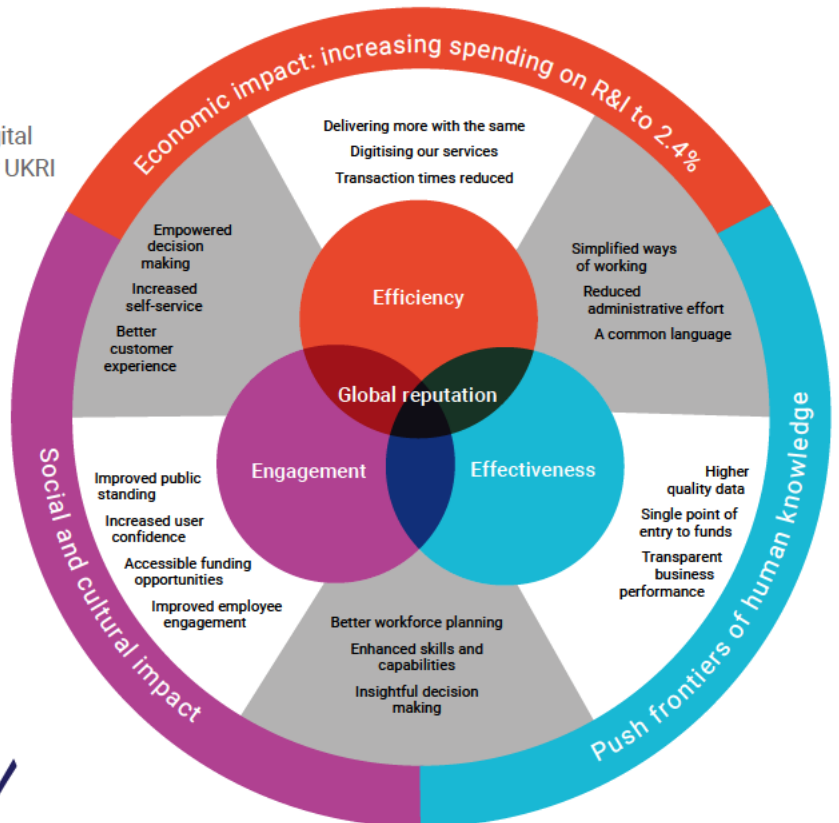 Economic impact: increasing spending on R&I to 2.4%
gital
UKRI
Delivering more with the same
Digitising our services
Transaction times reduced
Empowered
decision
making
Increased
self-service
Better
customer
experience
Simplified ways
of working
Reduced
administrative effort
A common language
Efficiency
Global reputation
Engagement
Effectiveness
Improved public
standing
Increased user
confidence
Accessible funding
opportunities
Improved employee
engagement
Higher
quality data
Single point of
entry to funds
Transparent
business
performance
Better workforce planning
Enhanced skills and
capabilities
Insightful decision
making
Social and cultural impact
Push frontiers of human knowledge